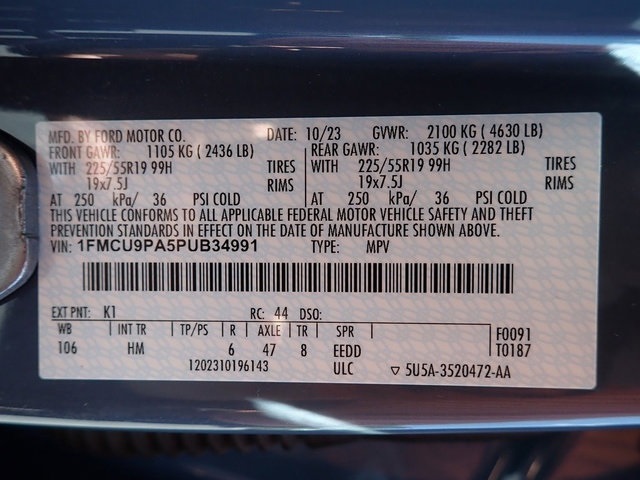 MFD. BY FORD MOTOR CO. DATE: 10/23 GVWR: 2100 KG ( 4630 LB)
FRONT GAWR: 1105 KG ( 2436 LB) REAR GAWR: 1035 KG ( 2282 LB)
WITH 225/55R19 99H TIRES WITH 225/55R19 99H TIRES
19x7.5J RIMS 19x7.5J RIMS
AT 250 kPa/ 36 PSI COLD AT 250 kPa/ 36 PSI COLD
THIS VEHICLE CONFORMS TO ALL APPLICABLE FEDERAL MOTOR VEHICLE SAFETY AND THEFT
PREVENTION STANDARDS IN EFFECT ON THE DATE OF MANUFACTURE SHOWN ABOVE.
VIN: 1FMCU9PA5PUB34991 TYPE: MPV
EXT PNT: K1 RC: 44 DSO:
WB INT TR TP/PS R AXLE TR SPR F0091
106 HM 6 47 8 EEDD T0187
1202310196143 ULC ▽ 5U5A-3520472-AA